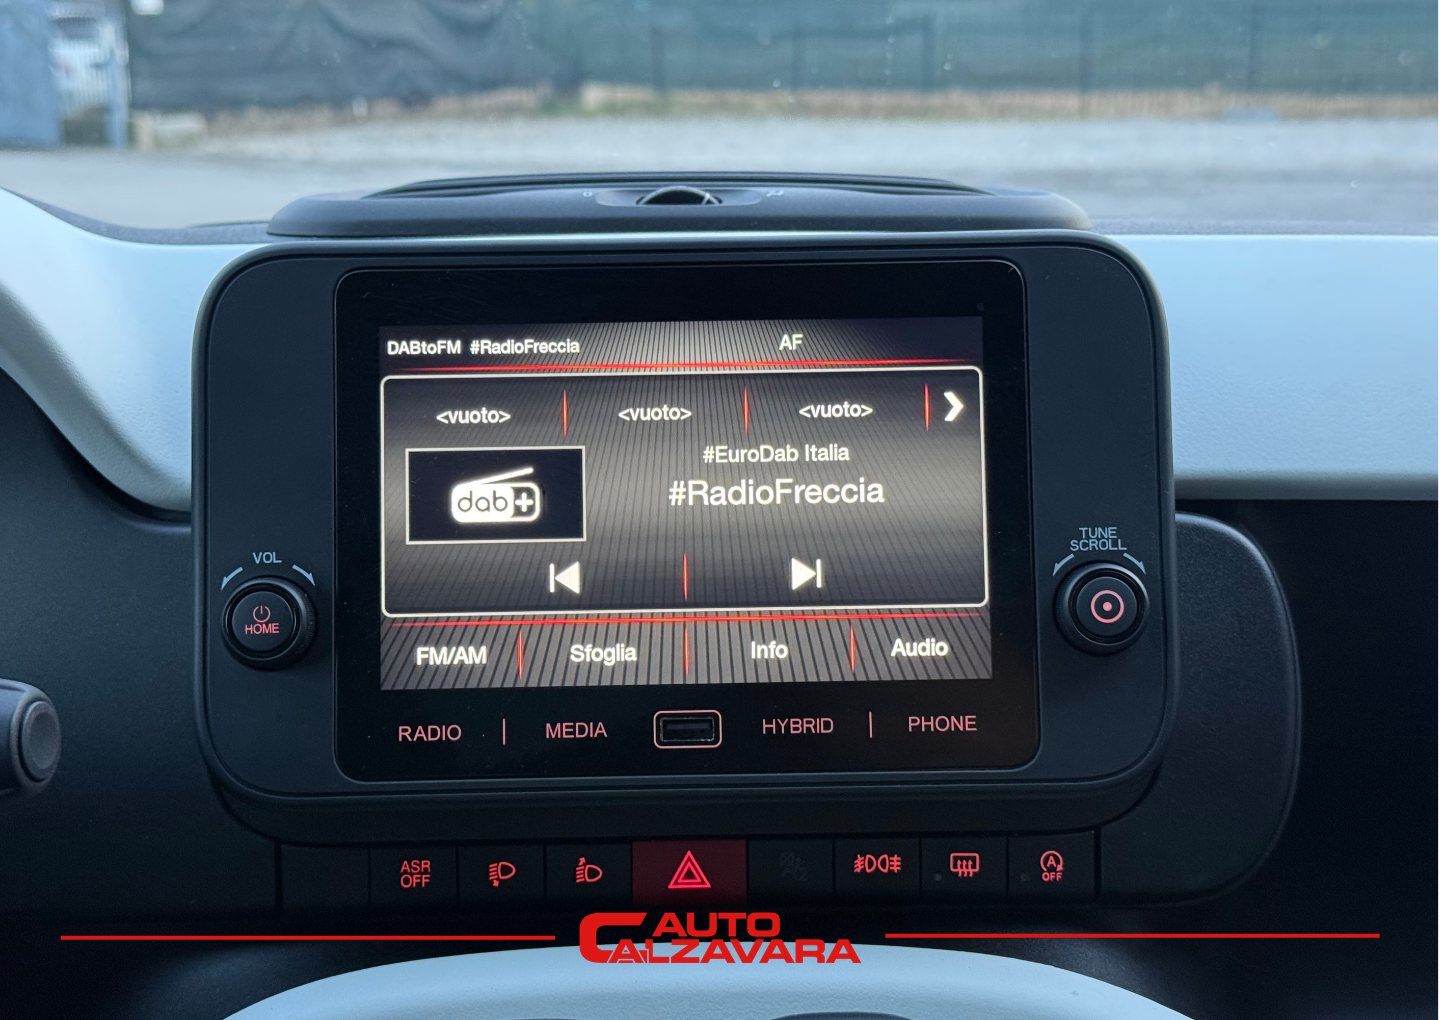 DABtoFM #RadioFreccia AF
<vuoto> <vuoto> <vuoto>
#EuroDab Italia
#RadioFreccia
dab+
FM/AM Sfoglia Info Audio
VOL
HOME
TUNE
SCROLL
RADIO MEDIA HYBRID PHONE
ASR
OFF
A
OFF
AUTO
CALZAVARA